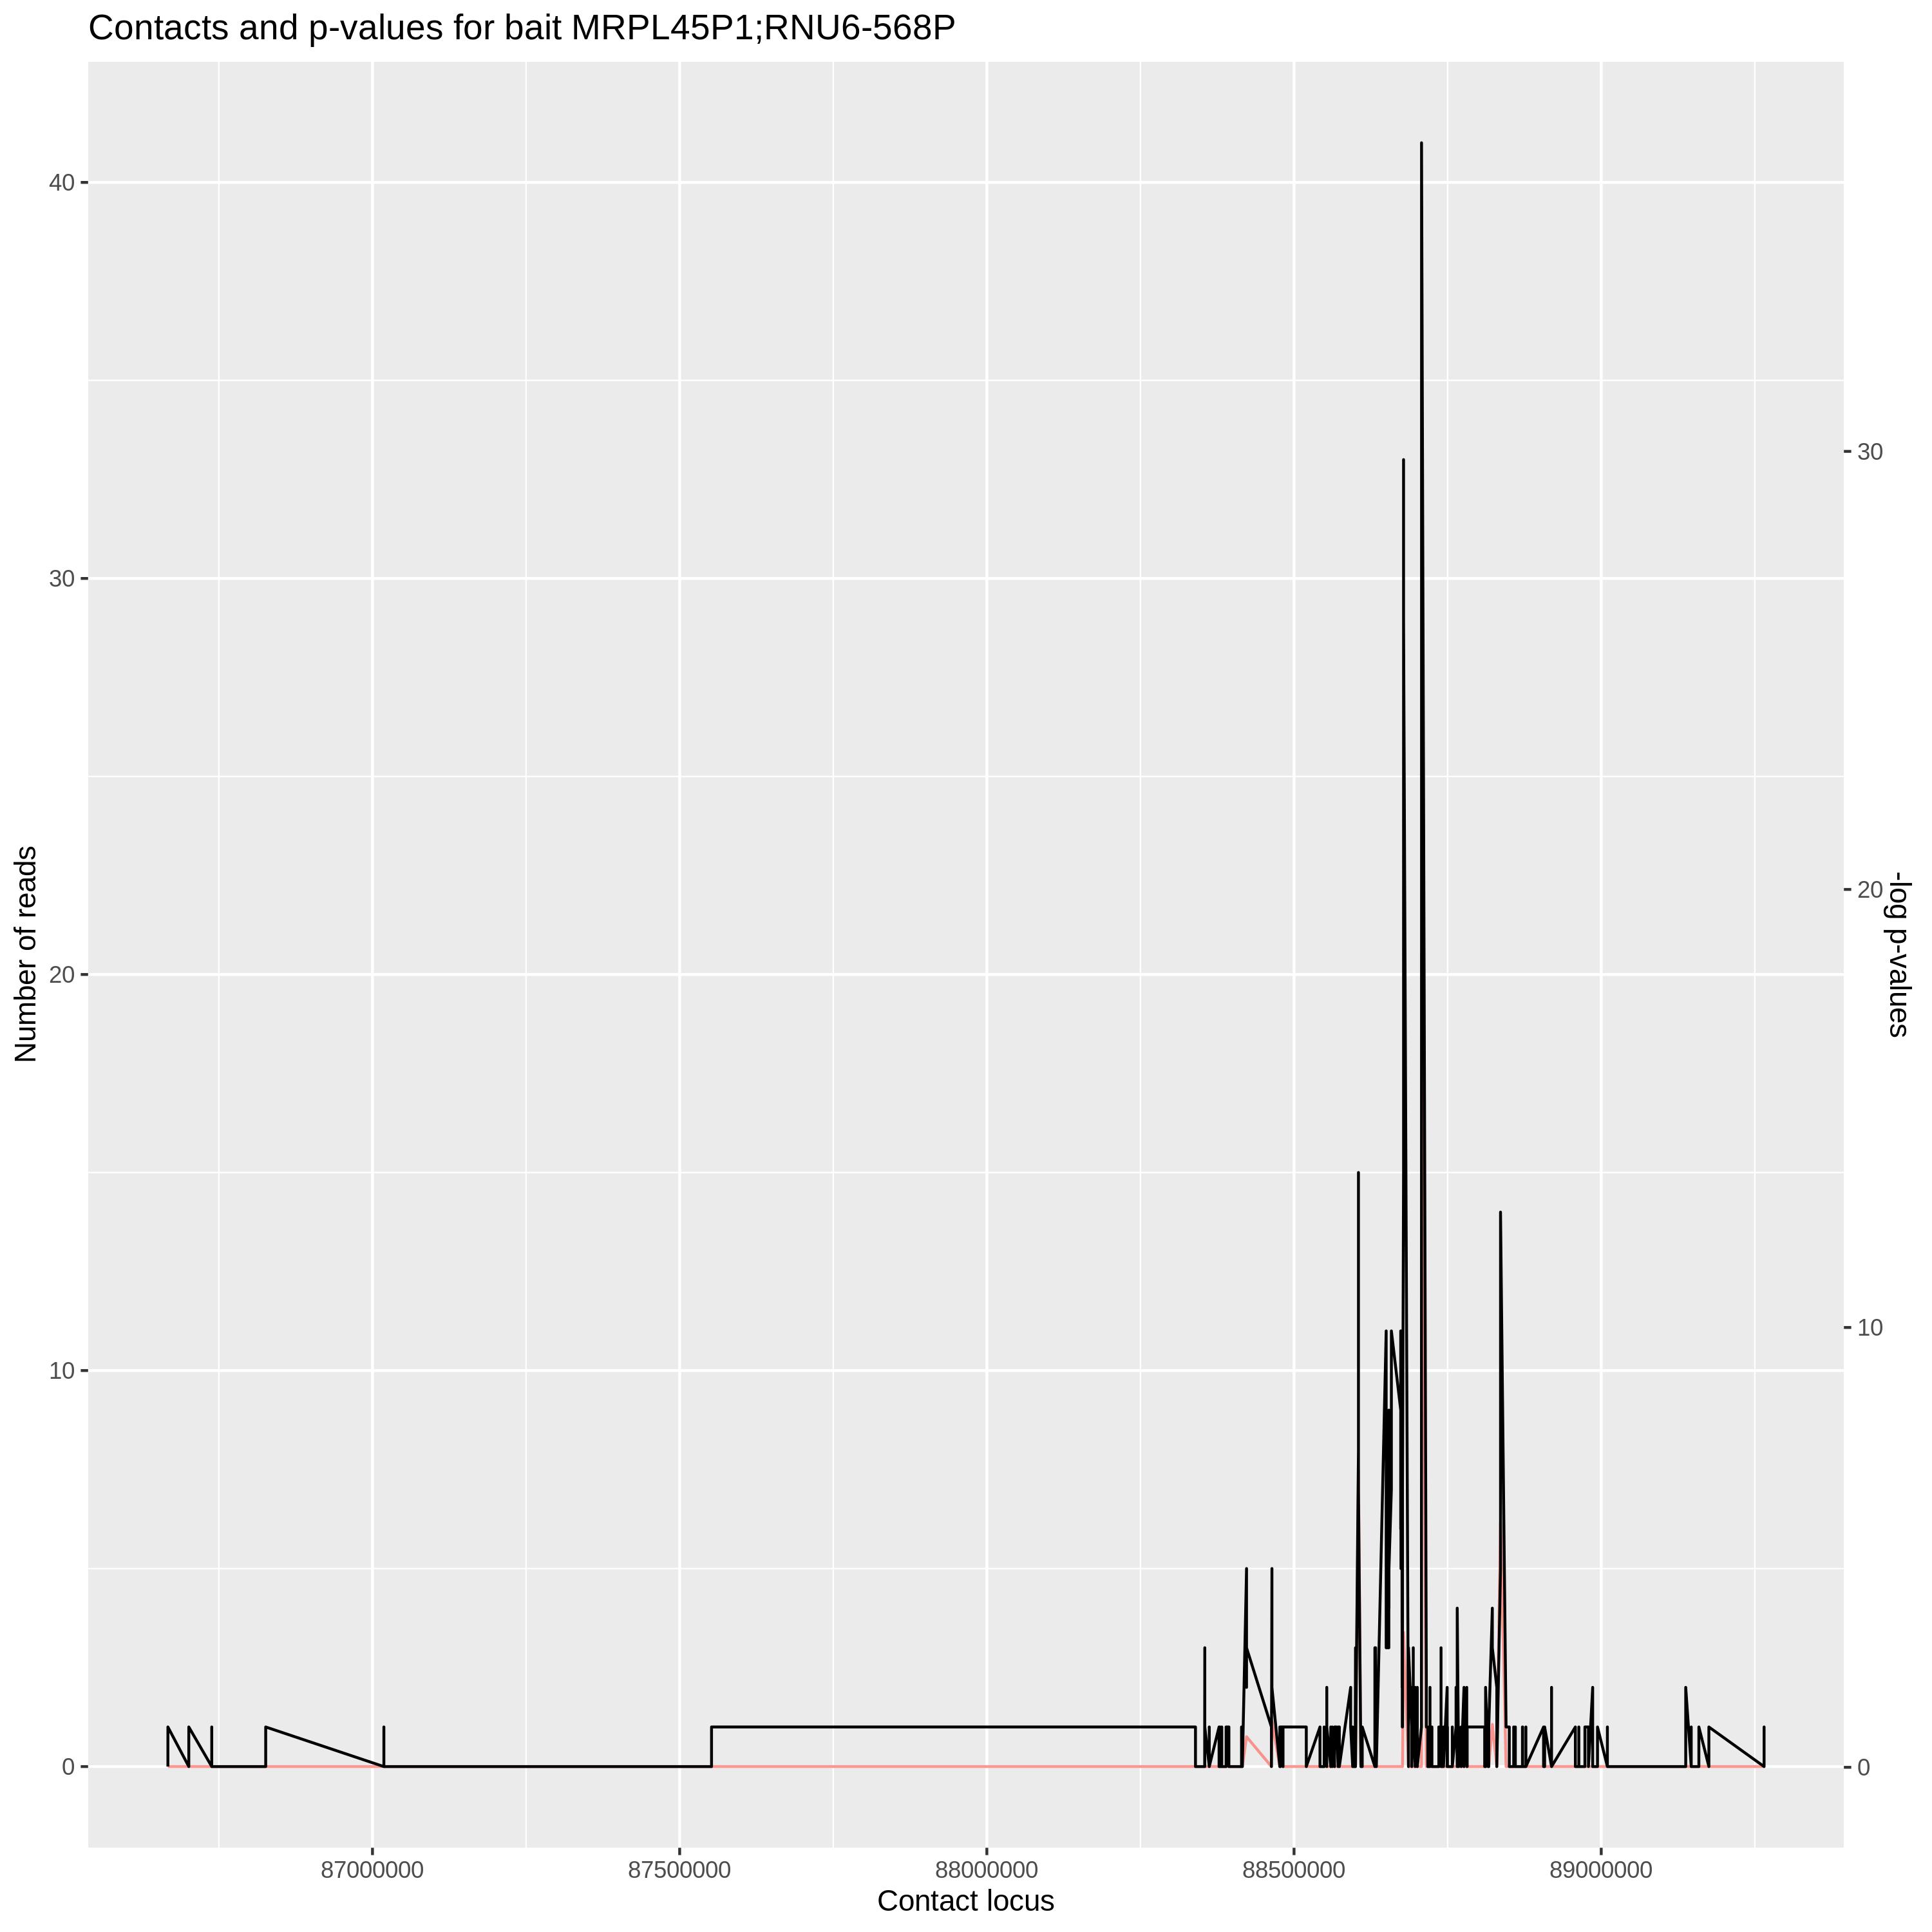 Contacts and p-values for bait MRPL45P1;RNU6-568P
40
30
20
10
0
Number of reads
30
20
10
0
-log p-values
87000000 87500000 88000000 88500000 89000000
Contact locus